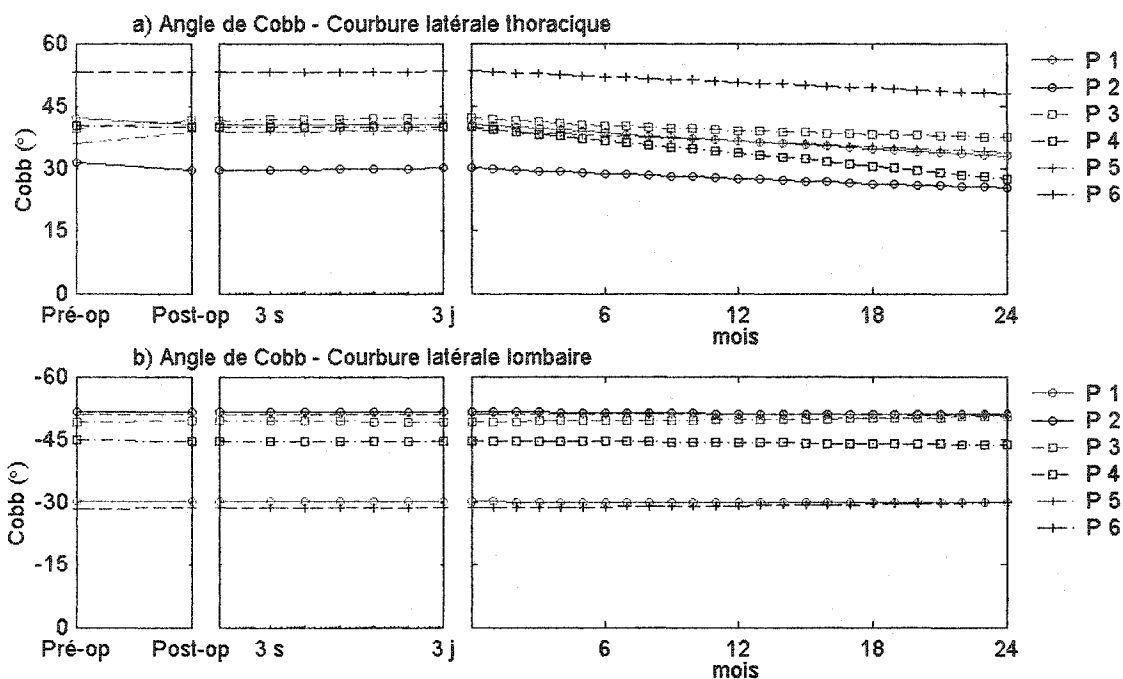 a) Angle de Cobb - Courbure latérale thoracique
60
45
30
15
0
Cobb (°)
Pré-op
Post-op
3 s
3 j
6
12
18
24
mois
P 1
P 2
P 3
P 4
P 5
P 6
b) Angle de Cobb - Courbure latérale lombaire
-60
-45
-30
-15
0
Cobb (°)
Pré-op
Post-op
3 s
3 j
6
12
18
24
mois
P 1
P 2
P 3
P 4
P 5
P 6